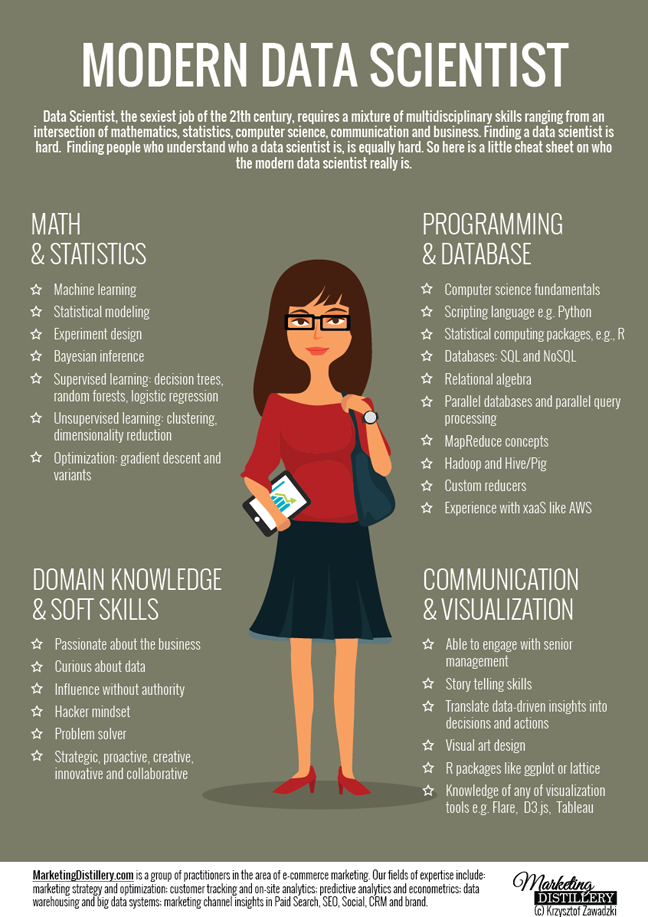 MODERN DATA SCIENTIST
Data Scientist, the sexiest job of the 21th century, requires a mixture of multidisciplinary skills ranging from an
intersection of mathematics, statistics, computer science, communication and business. Finding a data scientist is
hard. Finding people who understand who a data scientist is, is equally hard. So here is a little cheat sheet on who
the modern data scientist really is.
MATH
& STATISTICS
Machine learning
Statistical modeling
Experiment design
Bayesian inference
Supervised learning: decision trees,
random forests, logistic regression
Unsupervised learning: clustering,
dimensionality reduction
Optimization: gradient descent and
variants
PROGRAMMING
& DATABASE
Computer science fundamentals
Scripting language e.g. Python
Statistical computing packages, e.g., R
Databases: SQL and NoSQL
Relational algebra
Parallel databases and parallel query
processing
MapReduce concepts
Hadoop and Hive/Pig
Custom reducers
Experience with xaaS like AWS
DOMAIN KNOWLEDGE
& SOFT SKILLS
Passionate about the business
Curious about data
Influence without authority
Hacker mindset
Problem solver
Strategic, proactive, creative,
innovative and collaborative
COMMUNICATION
& VISUALIZATION
Able to engage with senior
management
Story telling skills
Translate data-driven insights into
decisions and actions
Visual art design
R packages like ggplot or lattice
Knowledge of any of visualization
tools e.g. Flare, D3.js, Tableau
MarketingDistillery.com is a group of practitioners in the area of e-commerce marketing. Our fields of expertise include:
marketing strategy and optimization: customer tracking and on-site analytics: predictive analytics and econometrics: data
warehousing and big data systems: marketing channel insights in Paid Search, SEO, Social, CRM and brand.
Marketing
DISTILLERY
(c) Krzysztof Zawadzki